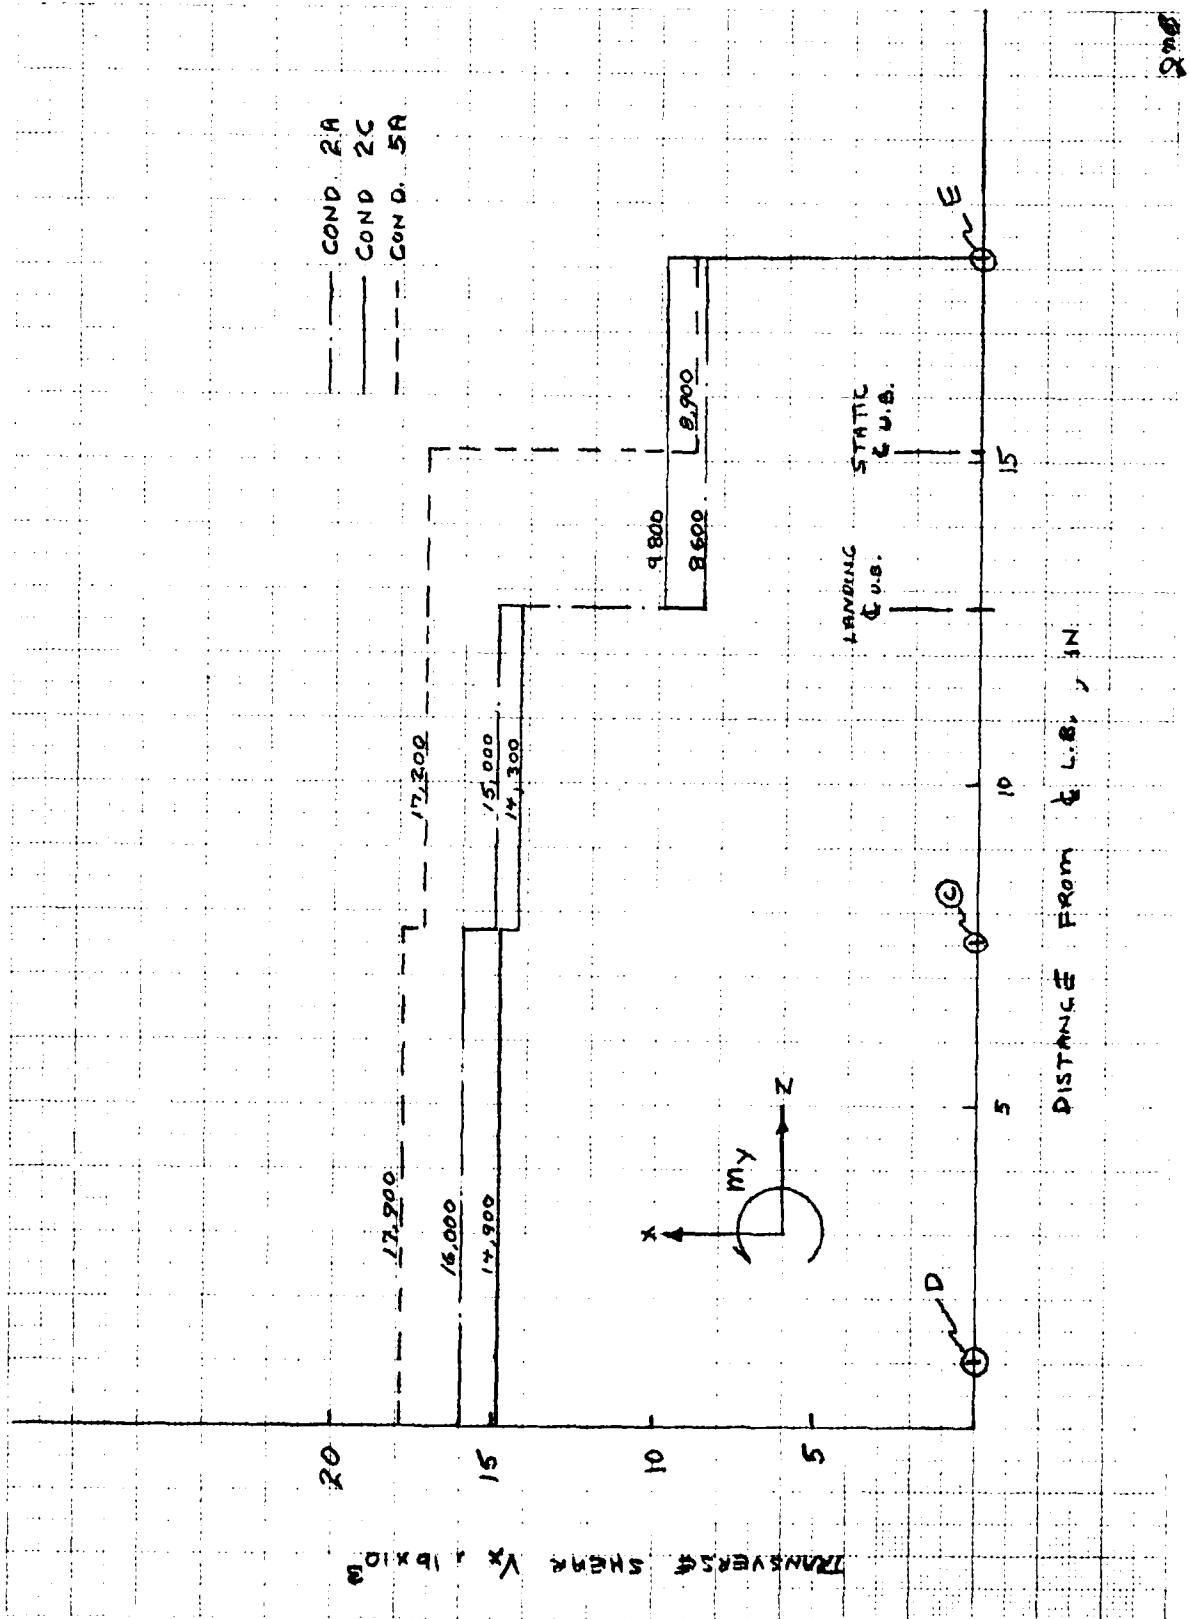 COND. 2A
COND 2C
COND. 5A
20
15
10
5
TRANSVERSE SHEAR Vx, lb x 10³
17,900
16,000
14,900
17,200
15,000
14,300
9800
8600
8,900
X
Z
My
D
C
E
LANDING
℄ U.B.
STATIC
℄ U.B.
5
10
15
DISTANCE FROM ℄ L.B., IN